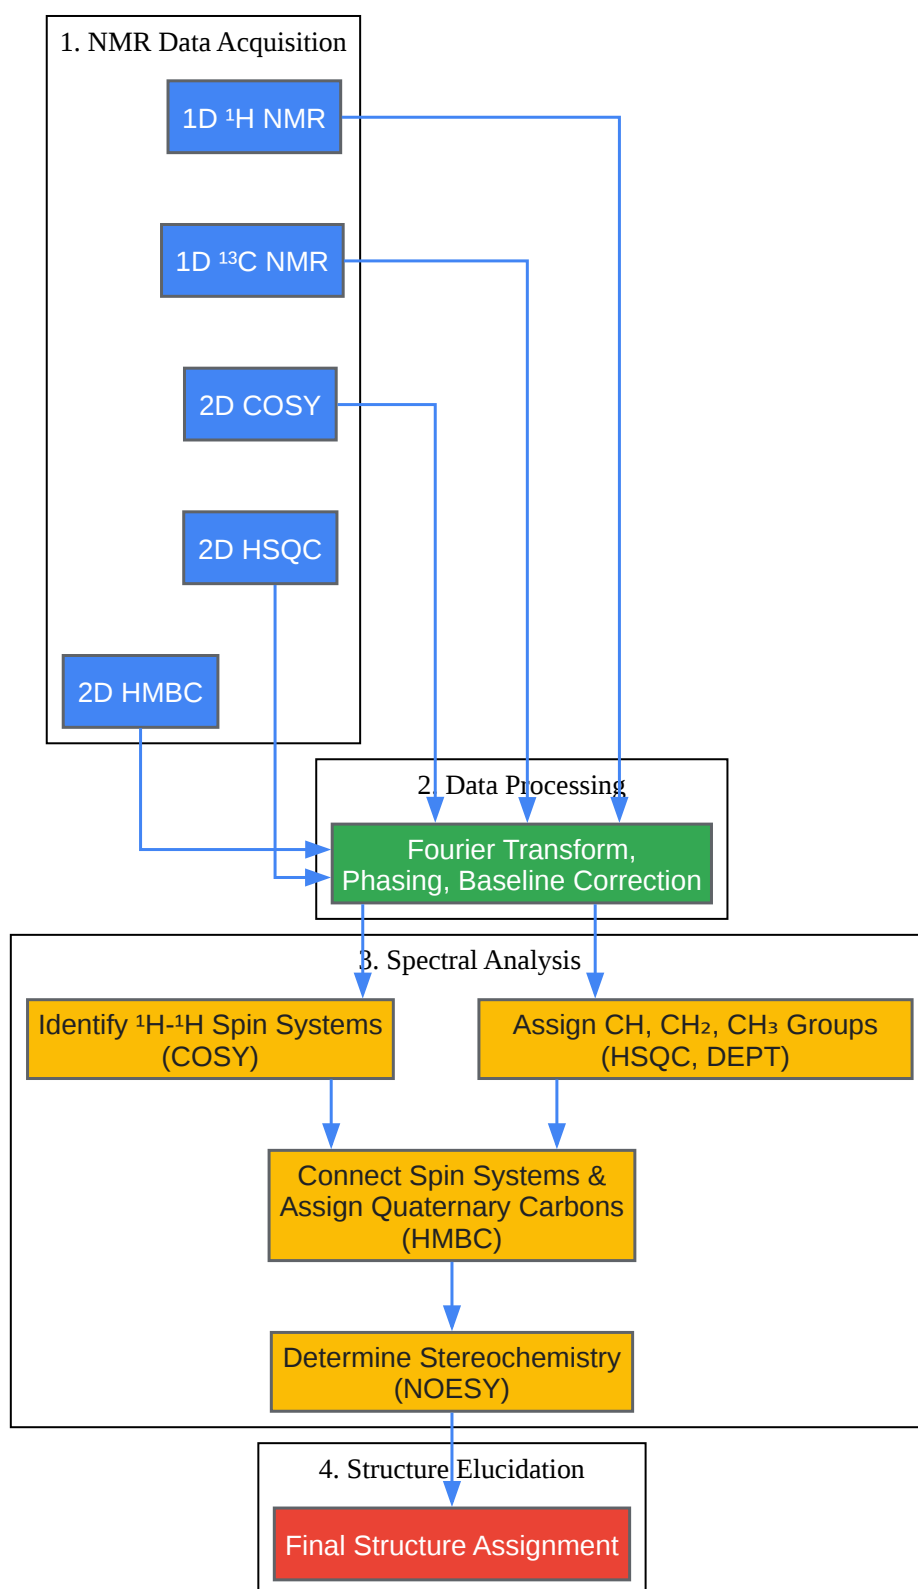 1. NMR Data Acquisition
1D ¹H NMR
1D ¹³C NMR
2D COSY
2D HSQC
2D HMBC
2. Data Processing
Fourier Transform,
Phasing, Baseline Correction
3. Spectral Analysis
Identify ¹H-¹H Spin Systems
(COSY)
Assign CH, CH₂, CH₃ Groups
(HSQC, DEPT)
Connect Spin Systems &
Assign Quaternary Carbons
(HMBC)
Determine Stereochemistry
(NOESY)
4. Structure Elucidation
Final Structure Assignment